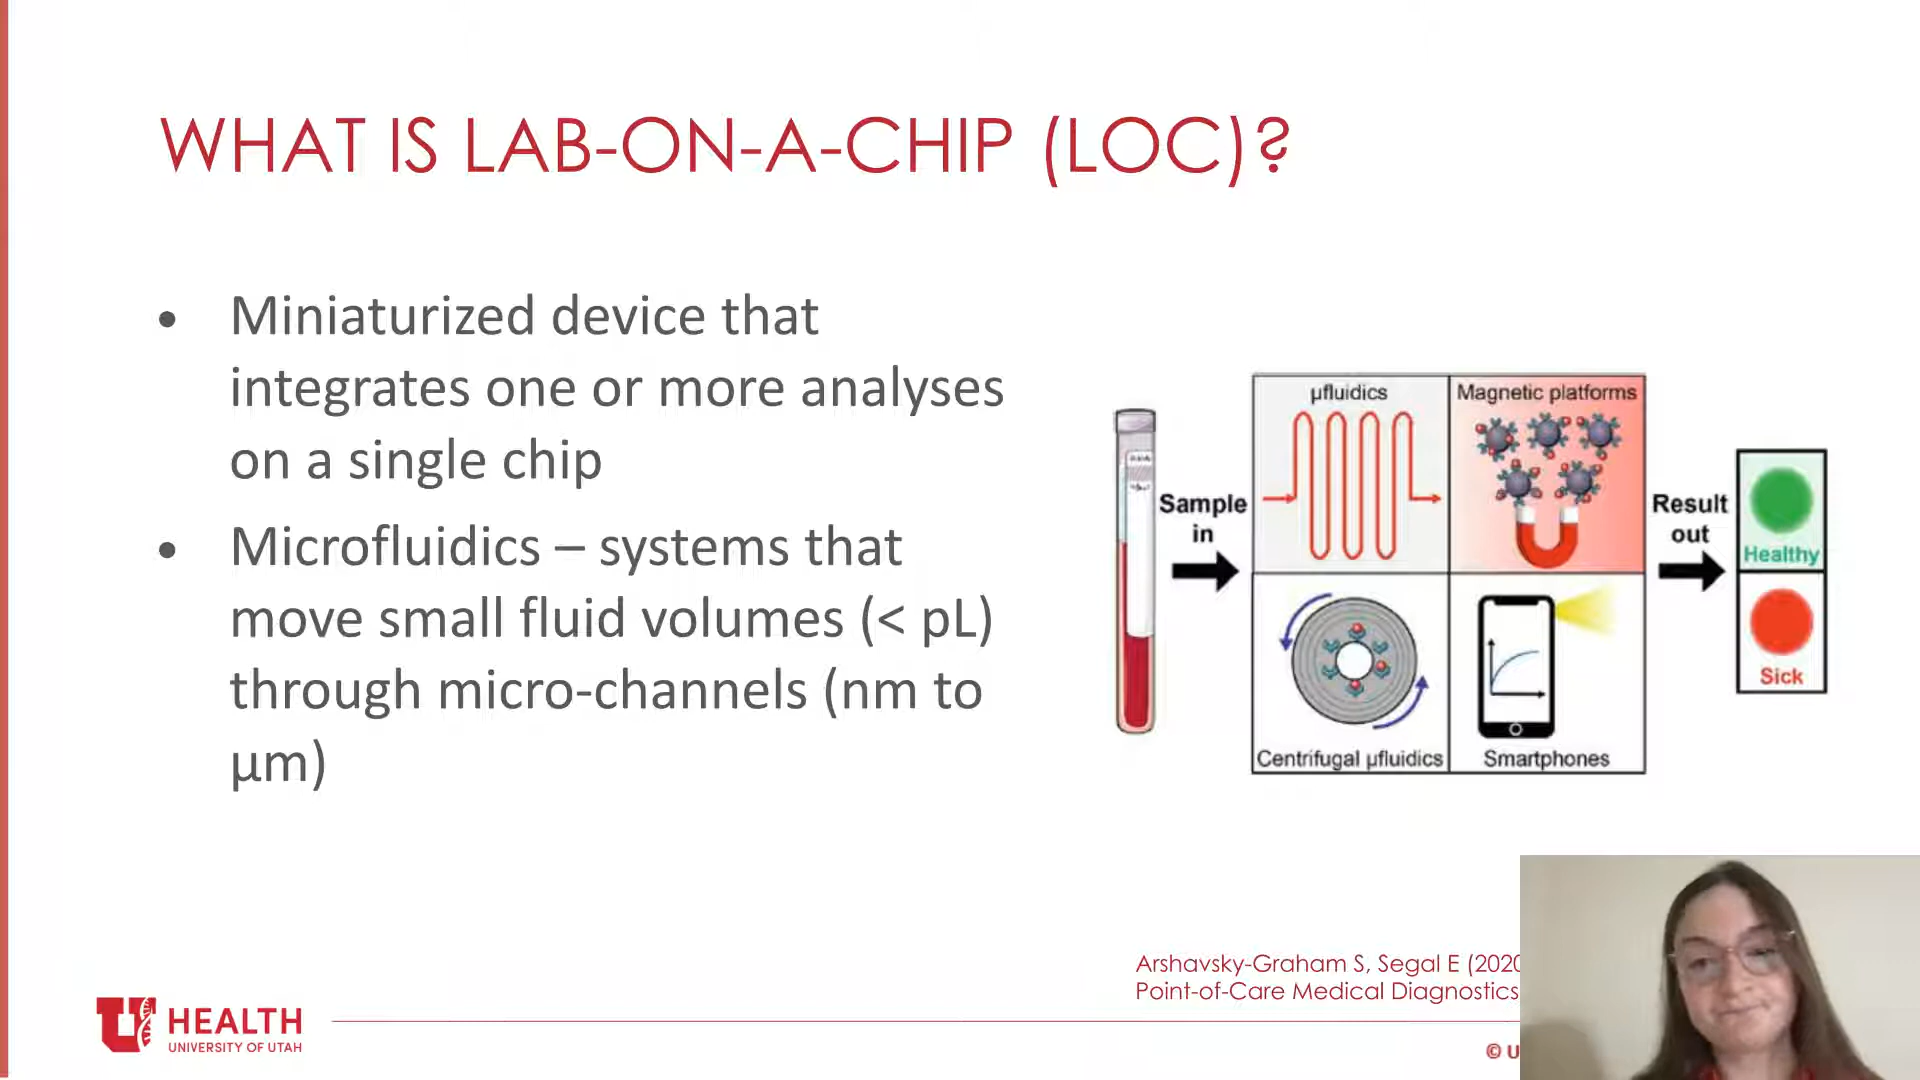 WHAT IS LAB-ON-A-CHIP (LOC)?
• Miniaturized device that
integrates one or more analyses
on a single chip
• Microfluidics – systems that
move small fluid volumes (< pL)
through micro-channels (nm to
µm)
Sample
in
µfluidics
Magnetic platforms
Centrifugal µfluidics
Smartphones
Result
out
Healthy
Sick
Arshavsky-Graham S, Segal E (2020
Point-of-Care Medical Diagnostics
U HEALTH
UNIVERSITY OF UTAH
© U